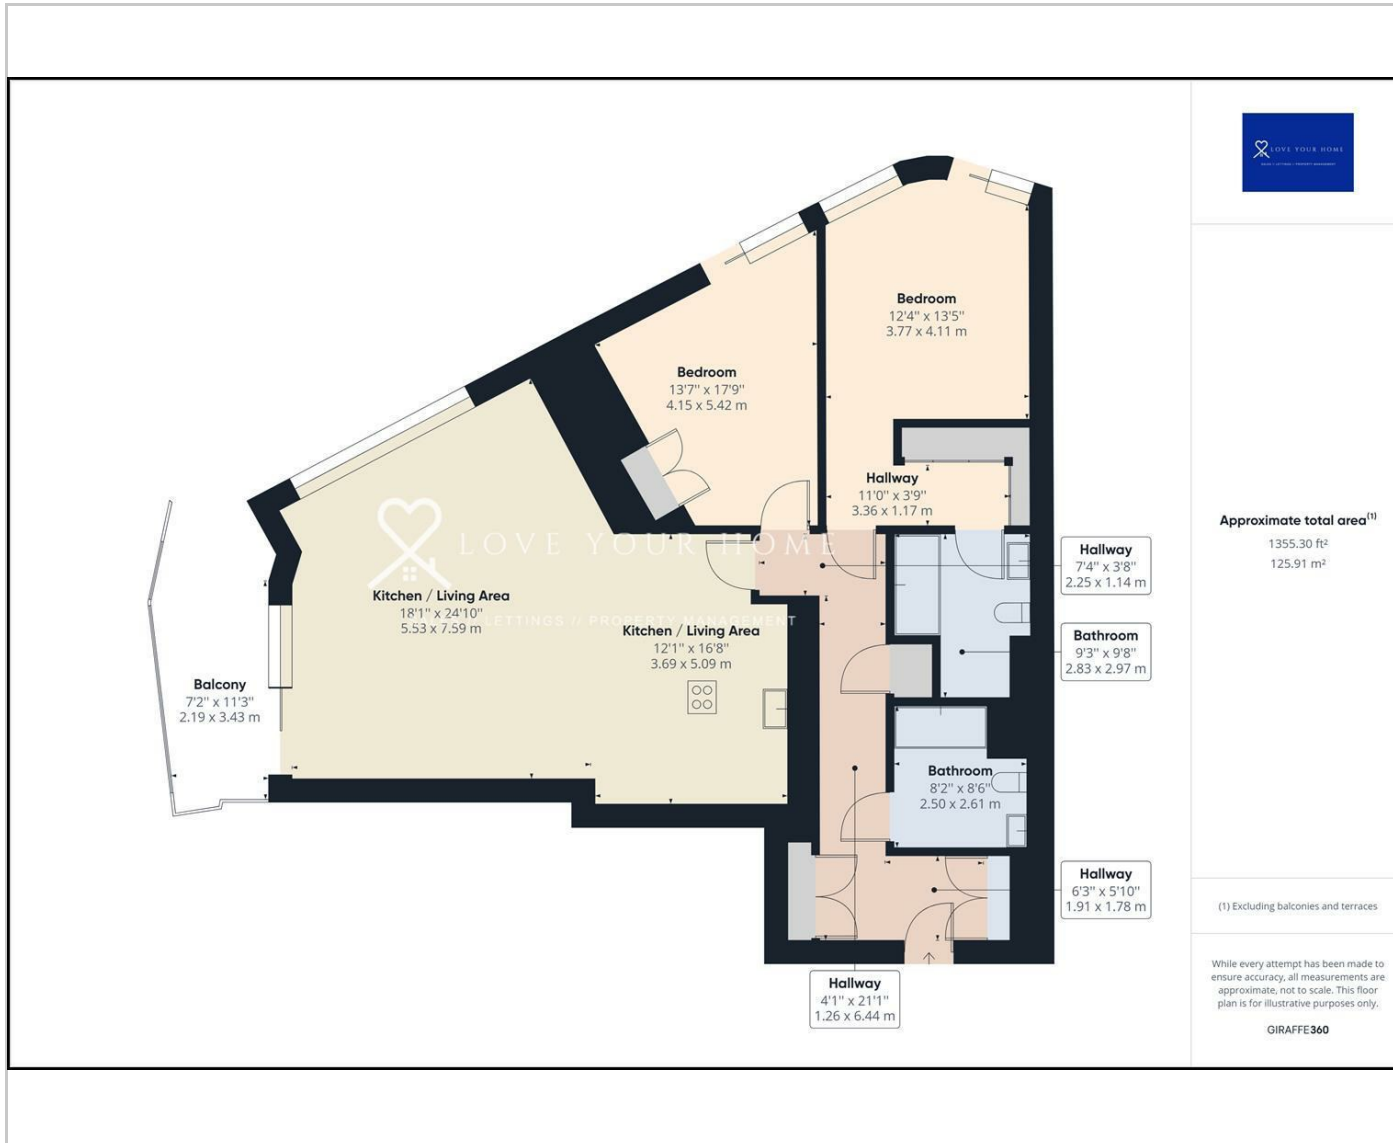 LOVE YOUR HOME
Bedroom
12'4" x 13'5"
3.77 x 4.11 m
Bedroom
13'7" x 17'9"
4.15 x 5.42 m
Hallway
11'0" x 3'9"
3.36 x 1.17 m
LOVE YOUR HOME
LETTINGS // PROPERTY MANAGEMENT
Kitchen / Living Area
18'1" x 24'10"
5.53 x 7.59 m
Kitchen / Living Area
12'1" x 16'8"
3.69 x 5.09 m
Balcony
7'2" x 11'3"
2.19 x 3.43 m
Hallway
7'4" x 3'8"
2.25 x 1.14 m
Bathroom
9'3" x 9'8"
2.83 x 2.97 m
Bathroom
8'2" x 8'6"
2.50 x 2.61 m
Hallway
6'3" x 5'10"
1.91 x 1.78 m
Hallway
4'1" x 21'1"
1.26 x 6.44 m
Approximate total area(1)
1355.30 ft²
125.91 m²
(1) Excluding balconies and terraces
While every attempt has been made to
ensure accuracy, all measurements are
approximate, not to scale. This floor
plan is for illustrative purposes only.
GIRAFFE360